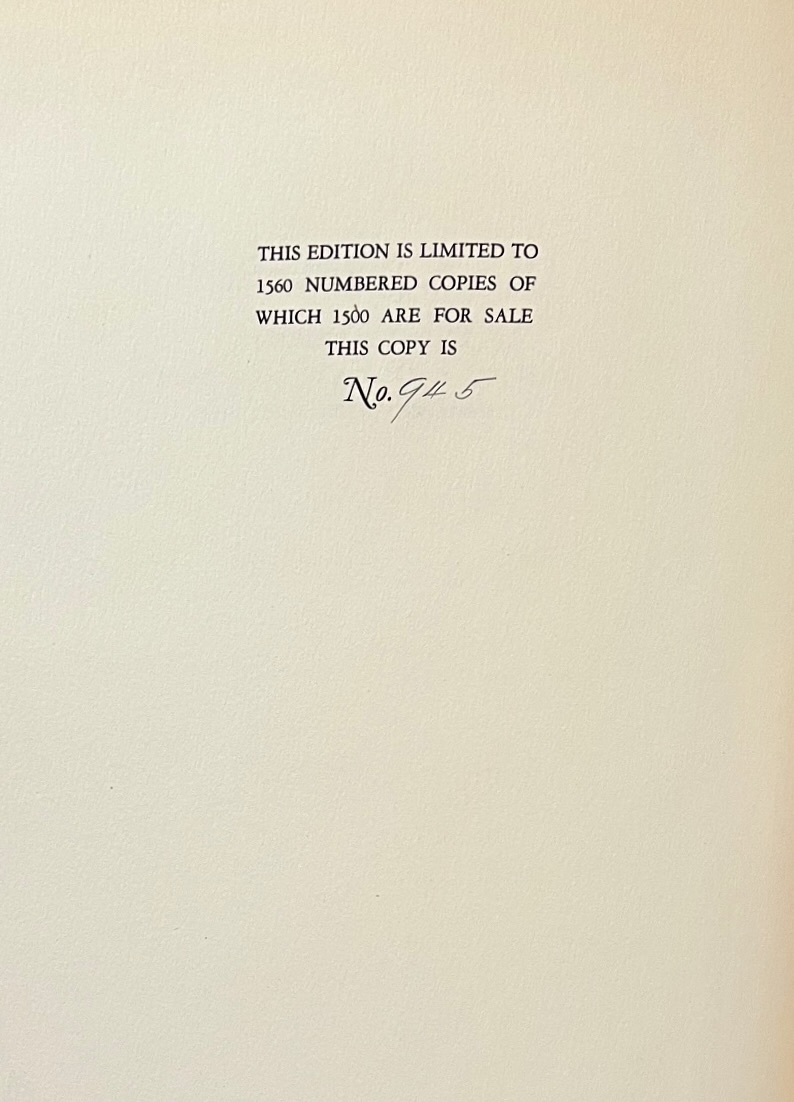 THIS EDITION IS LIMITED TO
1560 NUMBERED COPIES OF
WHICH 1500 ARE FOR SALE
THIS COPY IS
No. 945